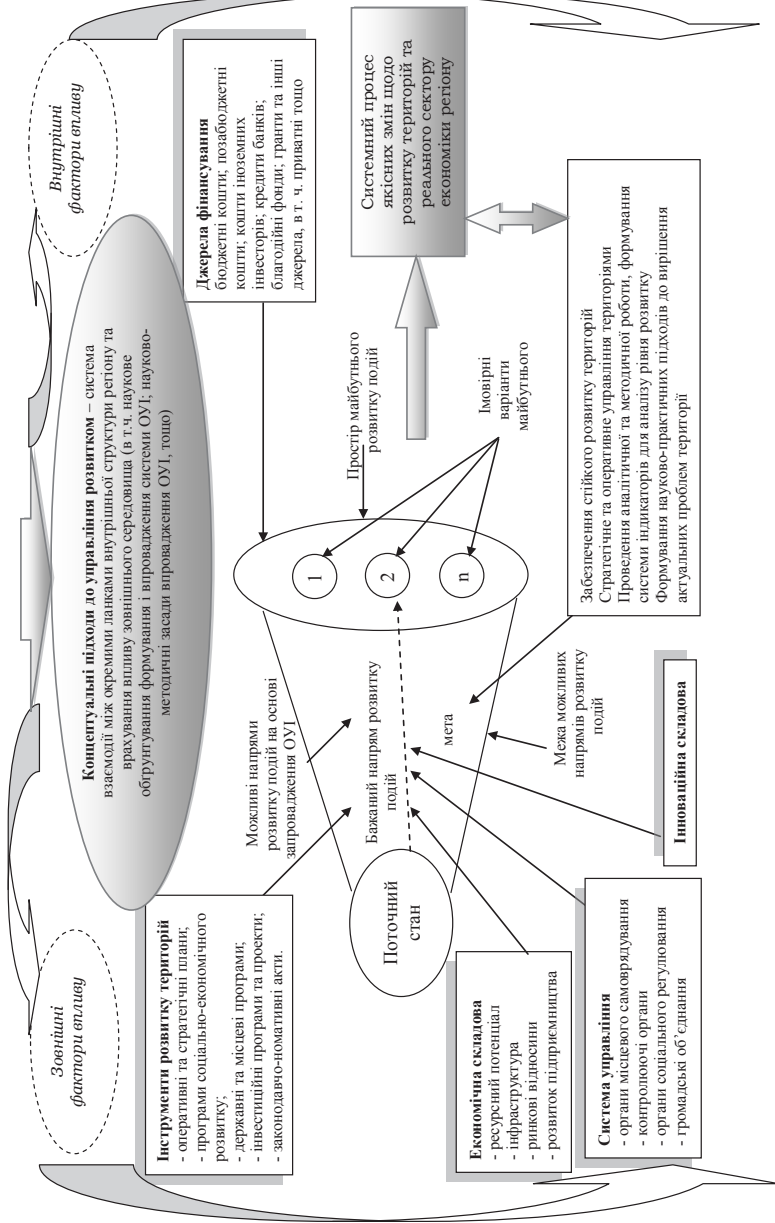 Зовнішні
фактори впливу
Внутрішні
фактори впливу
Концептуальні підходи до управління розвитком – система
взаємодії між окремими ланками внутрішньої структури регіону та
врахування впливу зовнішнього середовища (в т.ч. наукове
обґрунтування формування і впровадження системи ОУІ; науково-
методичні засади впровадження ОУІ, тощо)
Інструменти розвитку територій
- оперативні та стратегічні плани;
- програми соціально-економічного
розвитку;
- державні та місцеві програми;
- інвестиційні програми та проекти;
- законодавчо-номативні акти.
Можливі напрями
розвитку подій на основі
запровадження ОУІ
Джерела фінансування
бюджетні кошти; позабюджетні
кошти; кошти іноземних
інвесторів; кредити банків;
благодійні фонди; гранти та інші
джерела, в т. ч. приватні тощо
Простір майбутнього
розвитку подій
Поточний
стан
Бажаний напрям розвитку
подій
мета
1
2
n
Імовірні
варіанти
майбутнього
Системний процес
якісних змін щодо
розвитку територій та
реального сектору
економіки регіону
Межа можливих
напрямів розвитку
подій
Економічна складова
- ресурсний потенціал
- інфраструктура
- ринкові відносини
- розвиток підприємництва
Система управління
- органи місцевого самоврядування
- контролюючі органи
- органи соціального регулювання
- громадські об’єднання
Інноваційна складова
Забезпечення стійкого розвитку територій
Стратегічне та оперативне управління територіями
Проведення аналітичної та методичної роботи, формування
системи індикаторів для аналізу рівня розвитку
Формування науково-практичних підходів до вирішення
актуальних проблем території